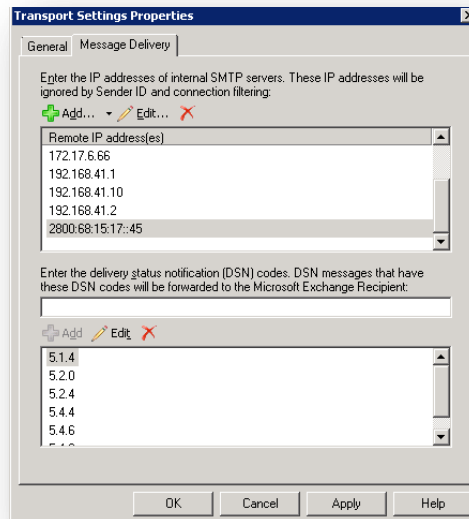 Transport Settings Properties
General
Message Delivery
Enter the IP addresses of internal SMTP servers. These IP addresses will be
ignored by Sender ID and connection filtering:
Add... Edit...
Remote IP address(es)
172.17.6.66
192.168.41.1
192.168.41.10
192.168.41.2
2800:68:15:17::45
Enter the delivery status notification (DSN) codes. DSN messages that have
these DSN codes will be forwarded to the Microsoft Exchange Recipient:
Add Edit
5.1.4
5.2.0
5.2.4
5.4.4
5.4.6
OK Cancel Apply Help